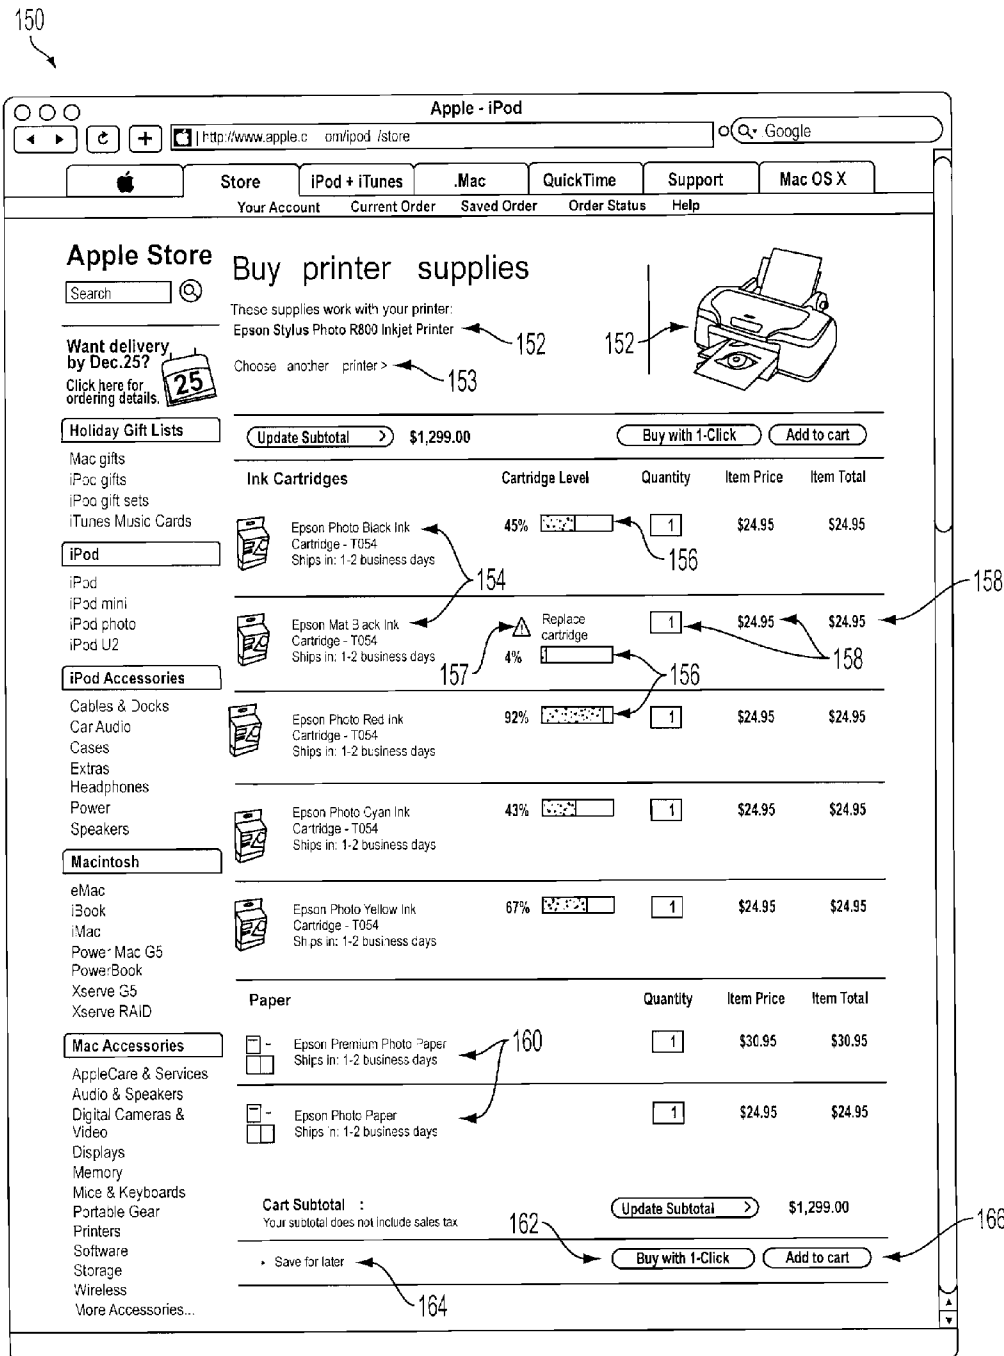 150
Apple - iPod
http://www.apple.c om/ipod /store
Google
Store iPod + iTunes .Mac QuickTime Support Mac OS X
Your Account Current Order Saved Order Order Status Help
Apple Store
Search
Want delivery
by Dec.25?
Click here for
ordering details.
25
Holiday Gift Lists
Mac gifts
iPod gifts
iPod gift sets
iTunes Music Cards
iPod
iPod
iPod mini
iPod photo
iPod U2
iPod Accessories
Cables & Docks
Car Audio
Cases
Extras
Headphones
Power
Speakers
Macintosh
eMac
iBook
iMac
Power Mac G5
PowerBook
Xserve G5
Xserve RAID
Mac Accessories
AppleCare & Services
Audio & Speakers
Digital Cameras &
Video
Displays
Memory
Mice & Keyboards
Portable Gear
Printers
Software
Storage
Wireless
More Accessories...
Buy printer supplies
These supplies work with your printer:
Epson Stylus Photo R800 Inkjet Printer
152
152
Choose another printer >
153
Update Subtotal > $1,299.00 Buy with 1-Click Add to cart
Ink Cartridges Cartridge Level Quantity Item Price Item Total
Epson Photo Black Ink 45% 1 $24.95 $24.95
Cartridge - T054
Ships in: 1-2 business days
156
154
158
Epson Mat Black Ink Replace 1 $24.95 $24.95
Cartridge - T054 cartridge
Ships in: 1-2 business days 4%
158
157
156
Epson Photo Red Ink 92% 1 $24.95 $24.95
Cartridge - T054
Ships in: 1-2 business days
Epson Photo Cyan Ink 43% 1 $24.95 $24.95
Cartridge - T054
Ships in: 1-2 business days
Epson Photo Yellow Ink 67% 1 $24.95 $24.95
Cartridge - T054
Ships in: 1-2 business days
Paper Quantity Item Price Item Total
Epson Premium Photo Paper 1 $30.95 $30.95
Ships in: 1-2 business days
160
Epson Photo Paper 1 $24.95 $24.95
Ships in: 1-2 business days
Cart Subtotal : Update Subtotal > $1,299.00
Your subtotal does not include sales tax
162
166
Save for later Buy with 1-Click Add to cart
164